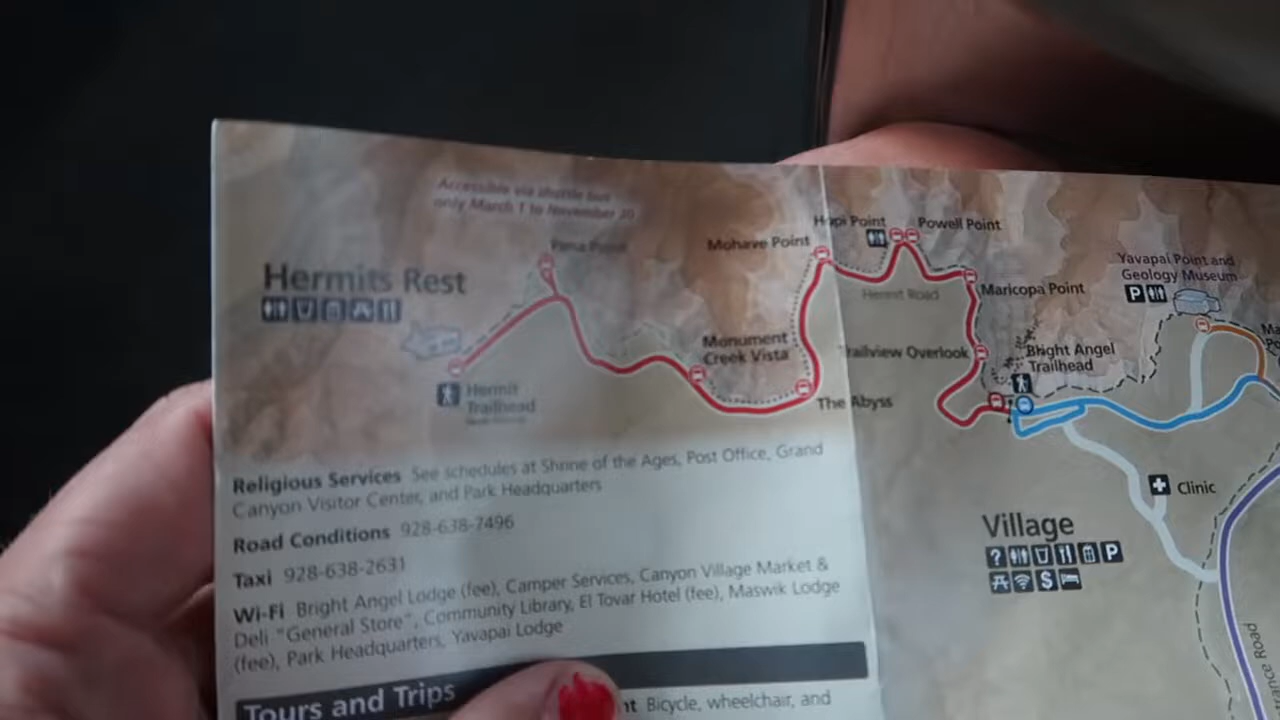 Accessible via shuttle bus
only March 1 to November 30
Hopi Point
Powell Point
Pima Point
Mohave Point
Yavapai Point and
Geology Museum
P
Hermits Rest
Hermit Road
Maricopa Point
Monument
Creek Vista
Trailview Overlook
Bright Angel
Trailhead
Hermit
Trailhead
The Abyss
Religious Services See schedules at Shrine of the Ages, Post Office, Grand
Canyon Visitor Center, and Park Headquarters
Road Conditions 928-638-7496
Taxi 928-638-2631
Wi-Fi Bright Angel Lodge (fee), Camper Services, Canyon Village Market &
Deli "General Store", Community Library, El Tovar Hotel (fee), Maswik Lodge
(fee), Park Headquarters, Yavapai Lodge
Tours and Trips
Bicycle, wheelchair, and
Clinic
Village
? P
$
Road